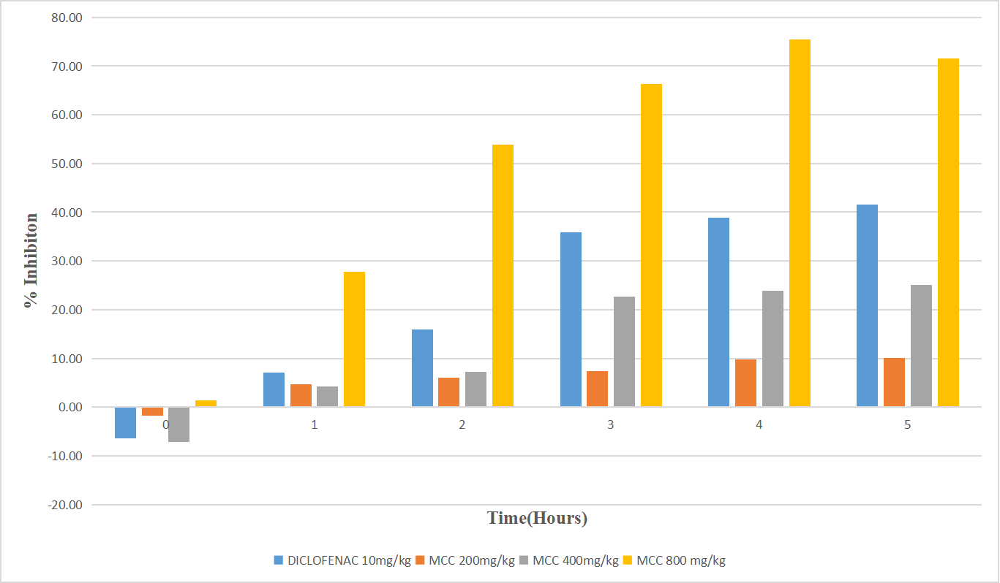 80.00
70.00
60.00
50.00
40.00
30.00
20.00
10.00
0.00
-10.00
-20.00
% Inhibiton
0 1 2 3 4 5
Time(Hours)
DICLOFENAC 10mg/kg MCC 200mg/kg MCC 400mg/kg MCC 800 mg/kg